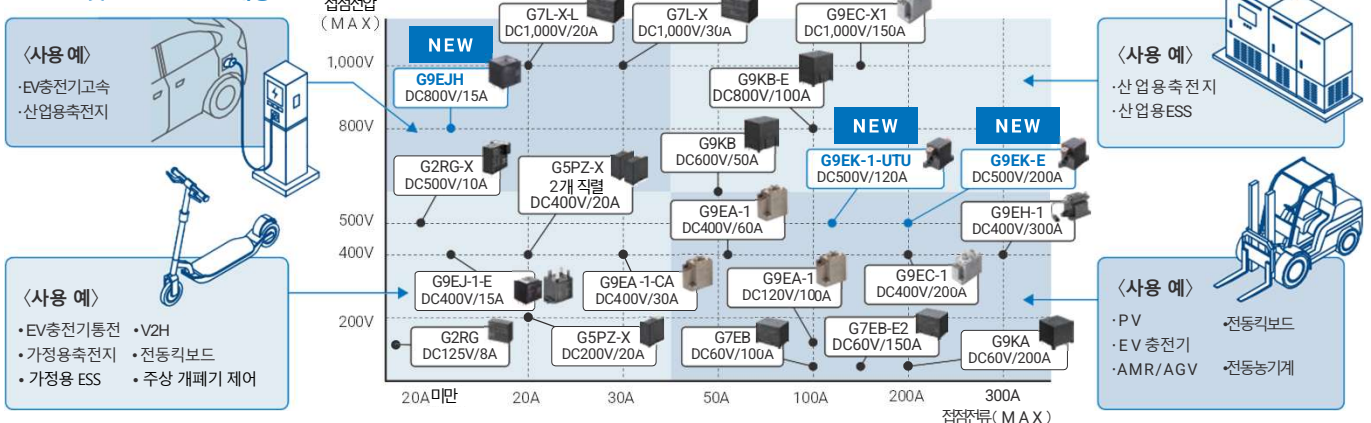 접점전압
(MAX)
1,000V
800V
500V
400V
200V
20A미만
20A
30A
50A
100A
200A
300A
접점전류(MAX)
〈사용 예〉
·EV충전기고속
·산업용축전지
〈사용 예〉
•EV충전기통전 •V2H
•가정용축전지 •전동킥보드
•가정용 ESS •주상 개폐기 제어
G7L-X-L
DC1,000V/20A
G7L-X
DC1,000V/30A
G9EC-X1
DC1,000V/150A
NEW
G9EJH
DC800V/15A
G9KB-E
DC800V/100A
G9KB
DC600V/50A
NEW
G9EK-1-UTU
DC500V/120A
NEW
G9EK-E
DC500V/200A
G2RG-X
DC500V/10A
G5PZ-X
2개 직렬
DC400V/20A
G9EA-1
DC400V/60A
G9EH-1
DC400V/300A
G9EJ-1-E
DC400V/15A
G9EA-1-CA
DC400V/30A
G9EA-1
DC120V/100A
G9EC-1
DC400V/200A
G2RG
DC125V/8A
G5PZ-X
DC200V/20A
G7EB
DC60V/100A
G7EB-E2
DC60V/150A
G9KA
DC60V/200A
〈사용 예〉
·산업용축전지
·산업용ESS
〈사용 예〉
·PV •전동킥보드
·EV충전기
·AMR/AGV •전동농기계